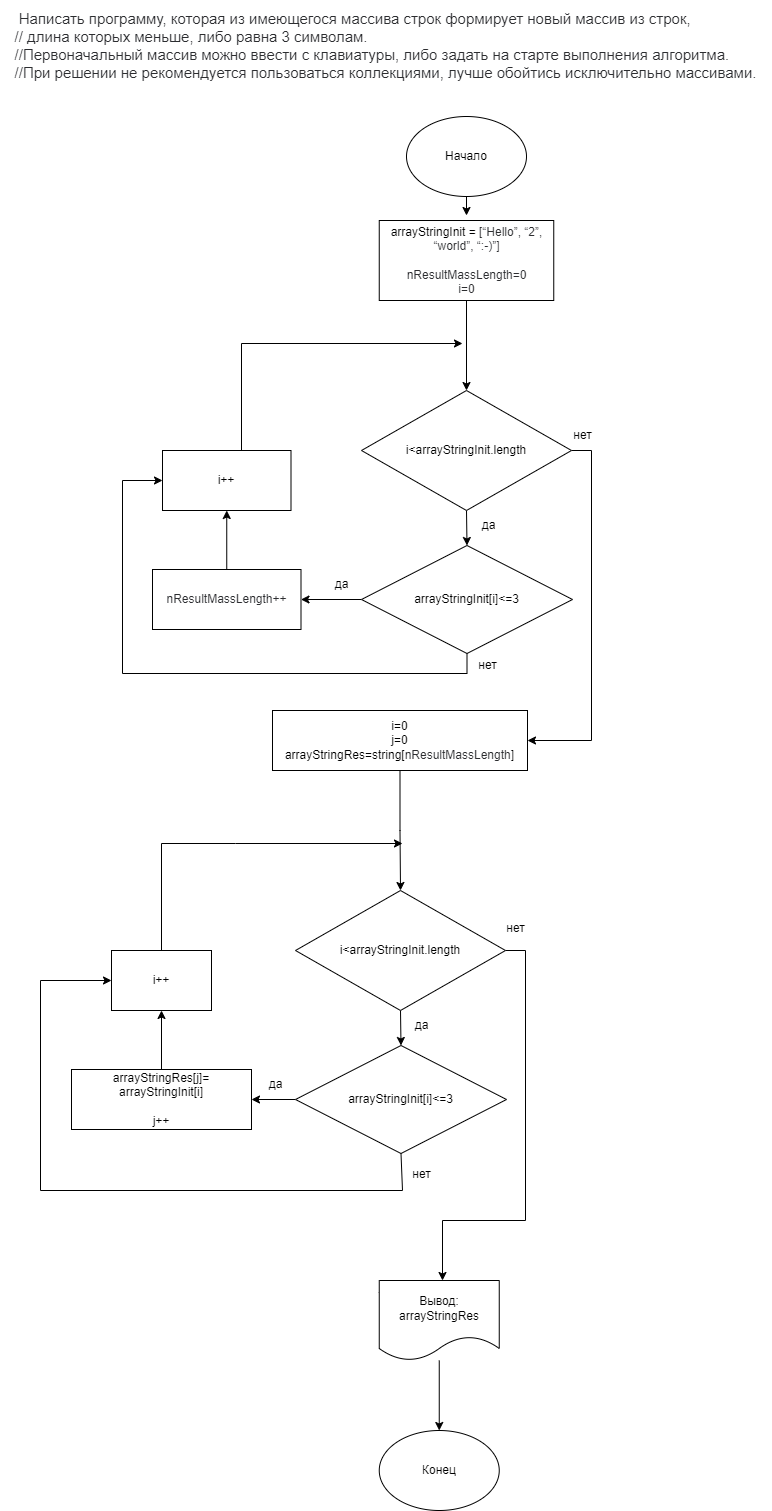 Написать программу, которая из имеющегося массива строк формирует новый массив из строк,
// длина которых меньше, либо равна 3 символам.
//Первоначальный массив можно ввести с клавиатуры, либо задать на старте выполнения алгоритма.
//При решении не рекомендуется пользоваться коллекциями, лучше обойтись исключительно массивами.
Начало
arrayStringInit = [“Hello”, “2”,
“world”, “:-)”]
nResultMassLength=0
i=0
i<arrayStringInit.length
нет
i++
да
arrayStringInit[i]<=3
да
nResultMassLength++
нет
i=0
j=0
arrayStringRes=string[nResultMassLength]
i<arrayStringInit.length
нет
i++
да
arrayStringInit[i]<=3
да
arrayStringRes[j]=
arrayStringInit[i]
j++
нет
Вывод:
arrayStringRes
Конец